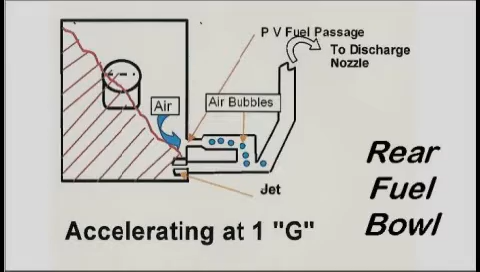 P V Fuel Passage
To Discharge
Nozzle
Air
Air Bubbles
Jet
Rear
Fuel
Bowl
Accelerating at 1 "G"